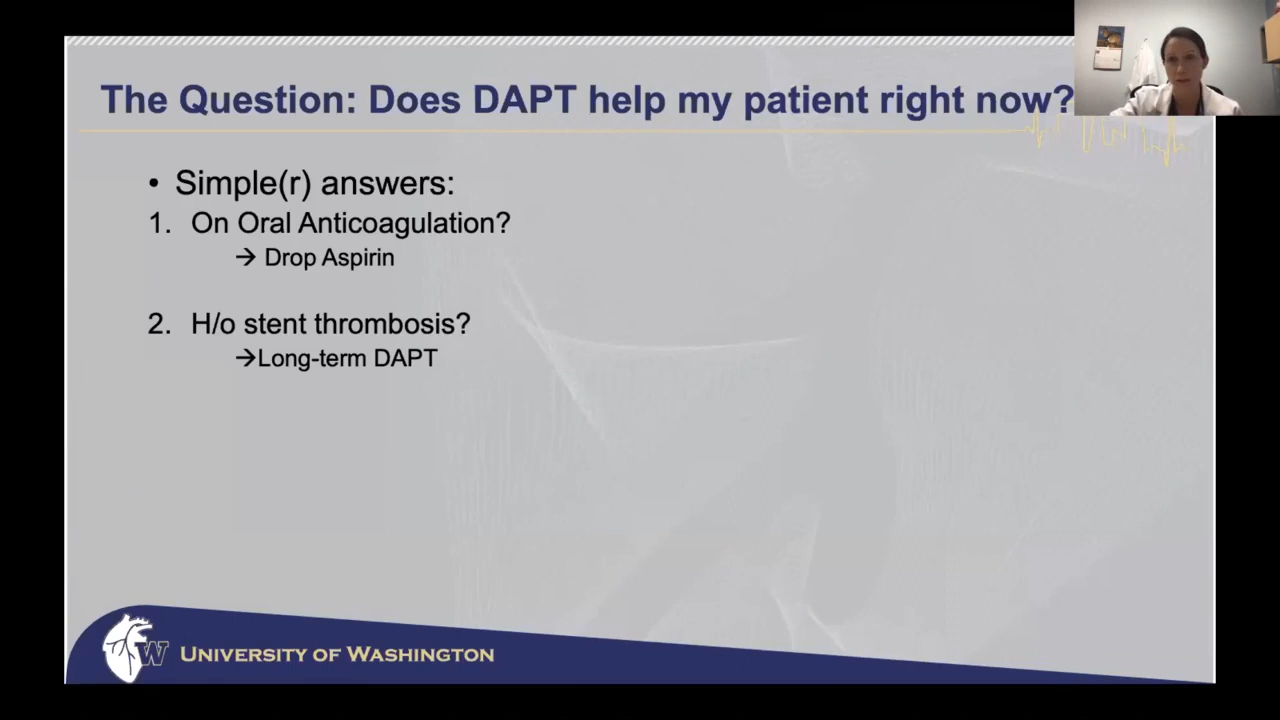 The Question: Does DAPT help my patient right now?
• Simple(r) answers:
1. On Oral Anticoagulation?
→ Drop Aspirin
2. H/o stent thrombosis?
→Long-term DAPT
W UNIVERSITY OF WASHINGTON